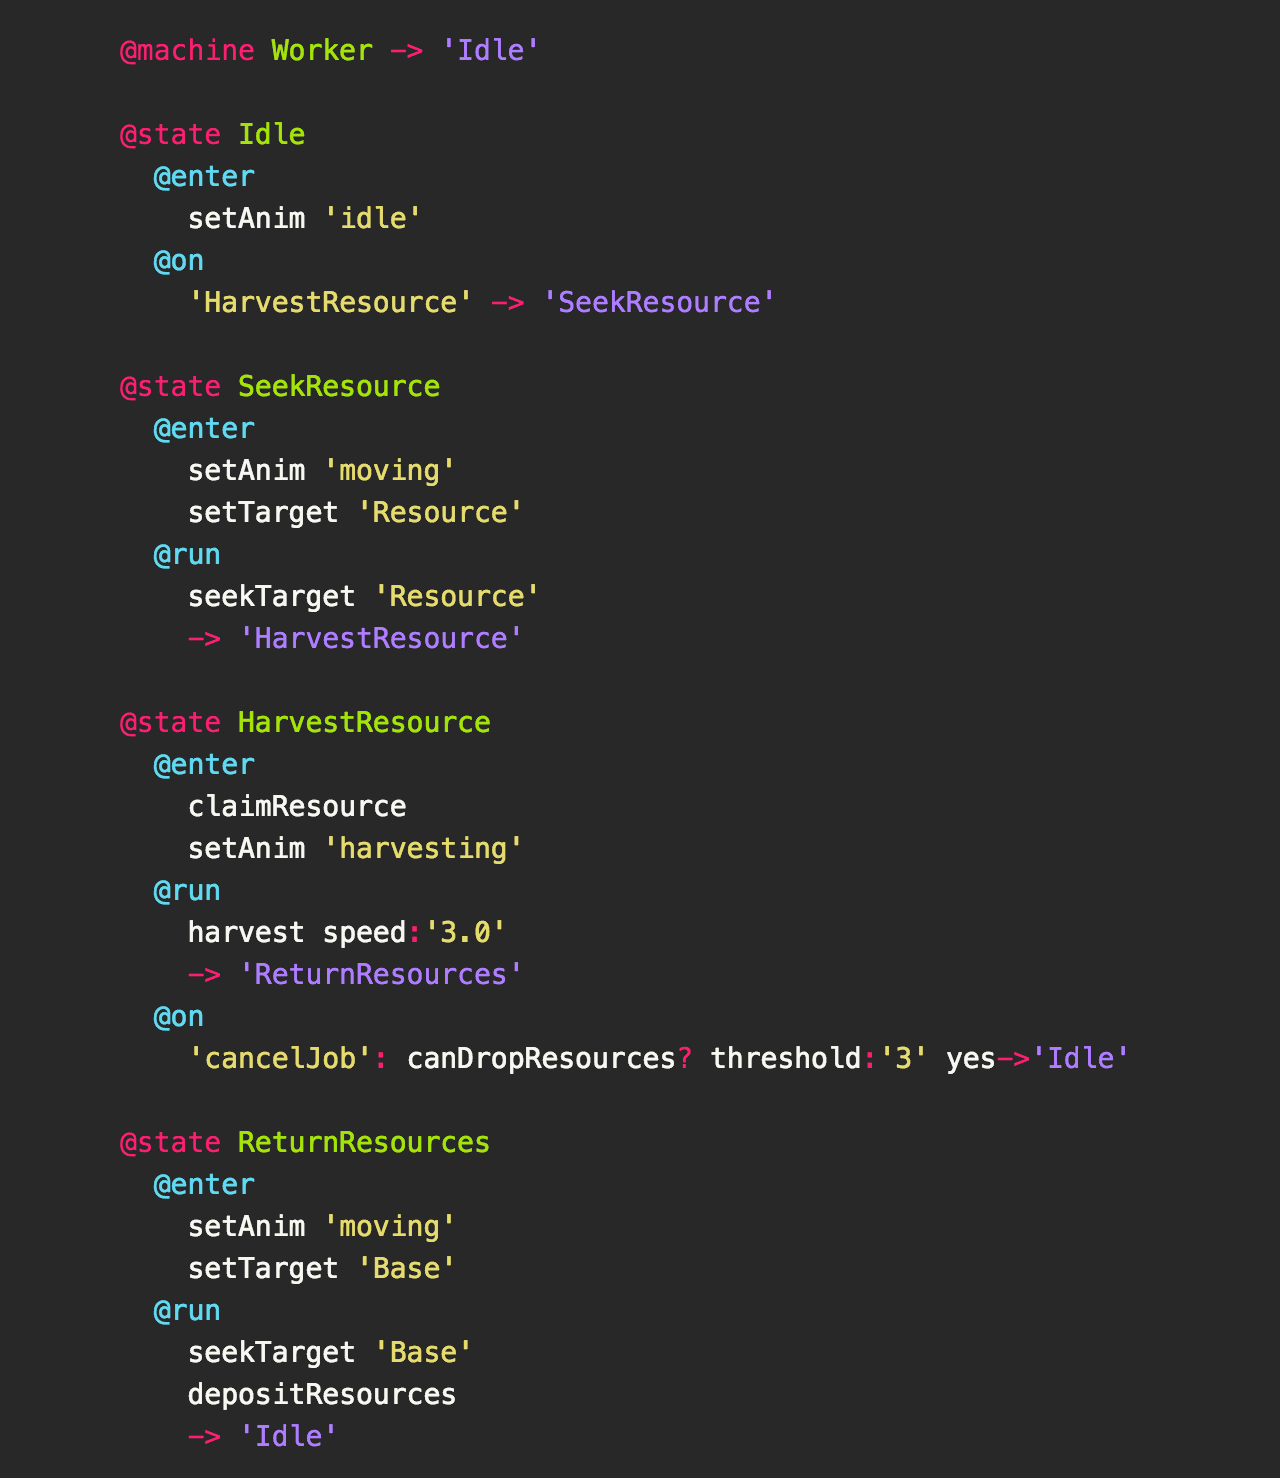 @machine Worker -> 'Idle'

@state Idle
  @enter
    setAnim 'idle'
  @on
    'HarvestResource' -> 'SeekResource'

@state SeekResource
  @enter
    setAnim 'moving'
    setTarget 'Resource'
  @run
    seekTarget 'Resource'
    -> 'HarvestResource'

@state HarvestResource
  @enter
    claimResource
    setAnim 'harvesting'
  @run
    harvest speed:'3.0'
    -> 'ReturnResources'
  @on
    'cancelJob': canDropResources? threshold:'3' yes->'Idle'

@state ReturnResources
  @enter
    setAnim 'moving'
    setTarget 'Base'
  @run
    seekTarget 'Base'
    depositResources
    -> 'Idle'